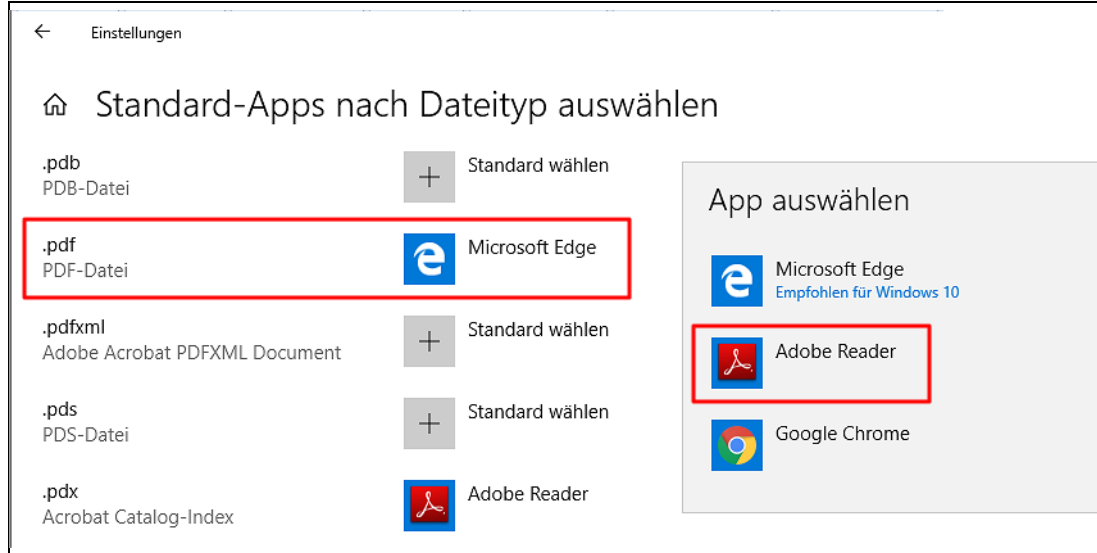 Einstellungen
Standard-Apps nach Dateityp auswählen
.pdb
PDB-Datei
Standard wählen
.pdf
PDF-Datei
Microsoft Edge
.pdfxml
Adobe Acrobat PDFXML Document
Standard wählen
.pds
PDS-Datei
Standard wählen
.pdx
Acrobat Catalog-Index
Adobe Reader
App auswählen
Microsoft Edge
Empfohlen für Windows 10
Adobe Reader
Google Chrome